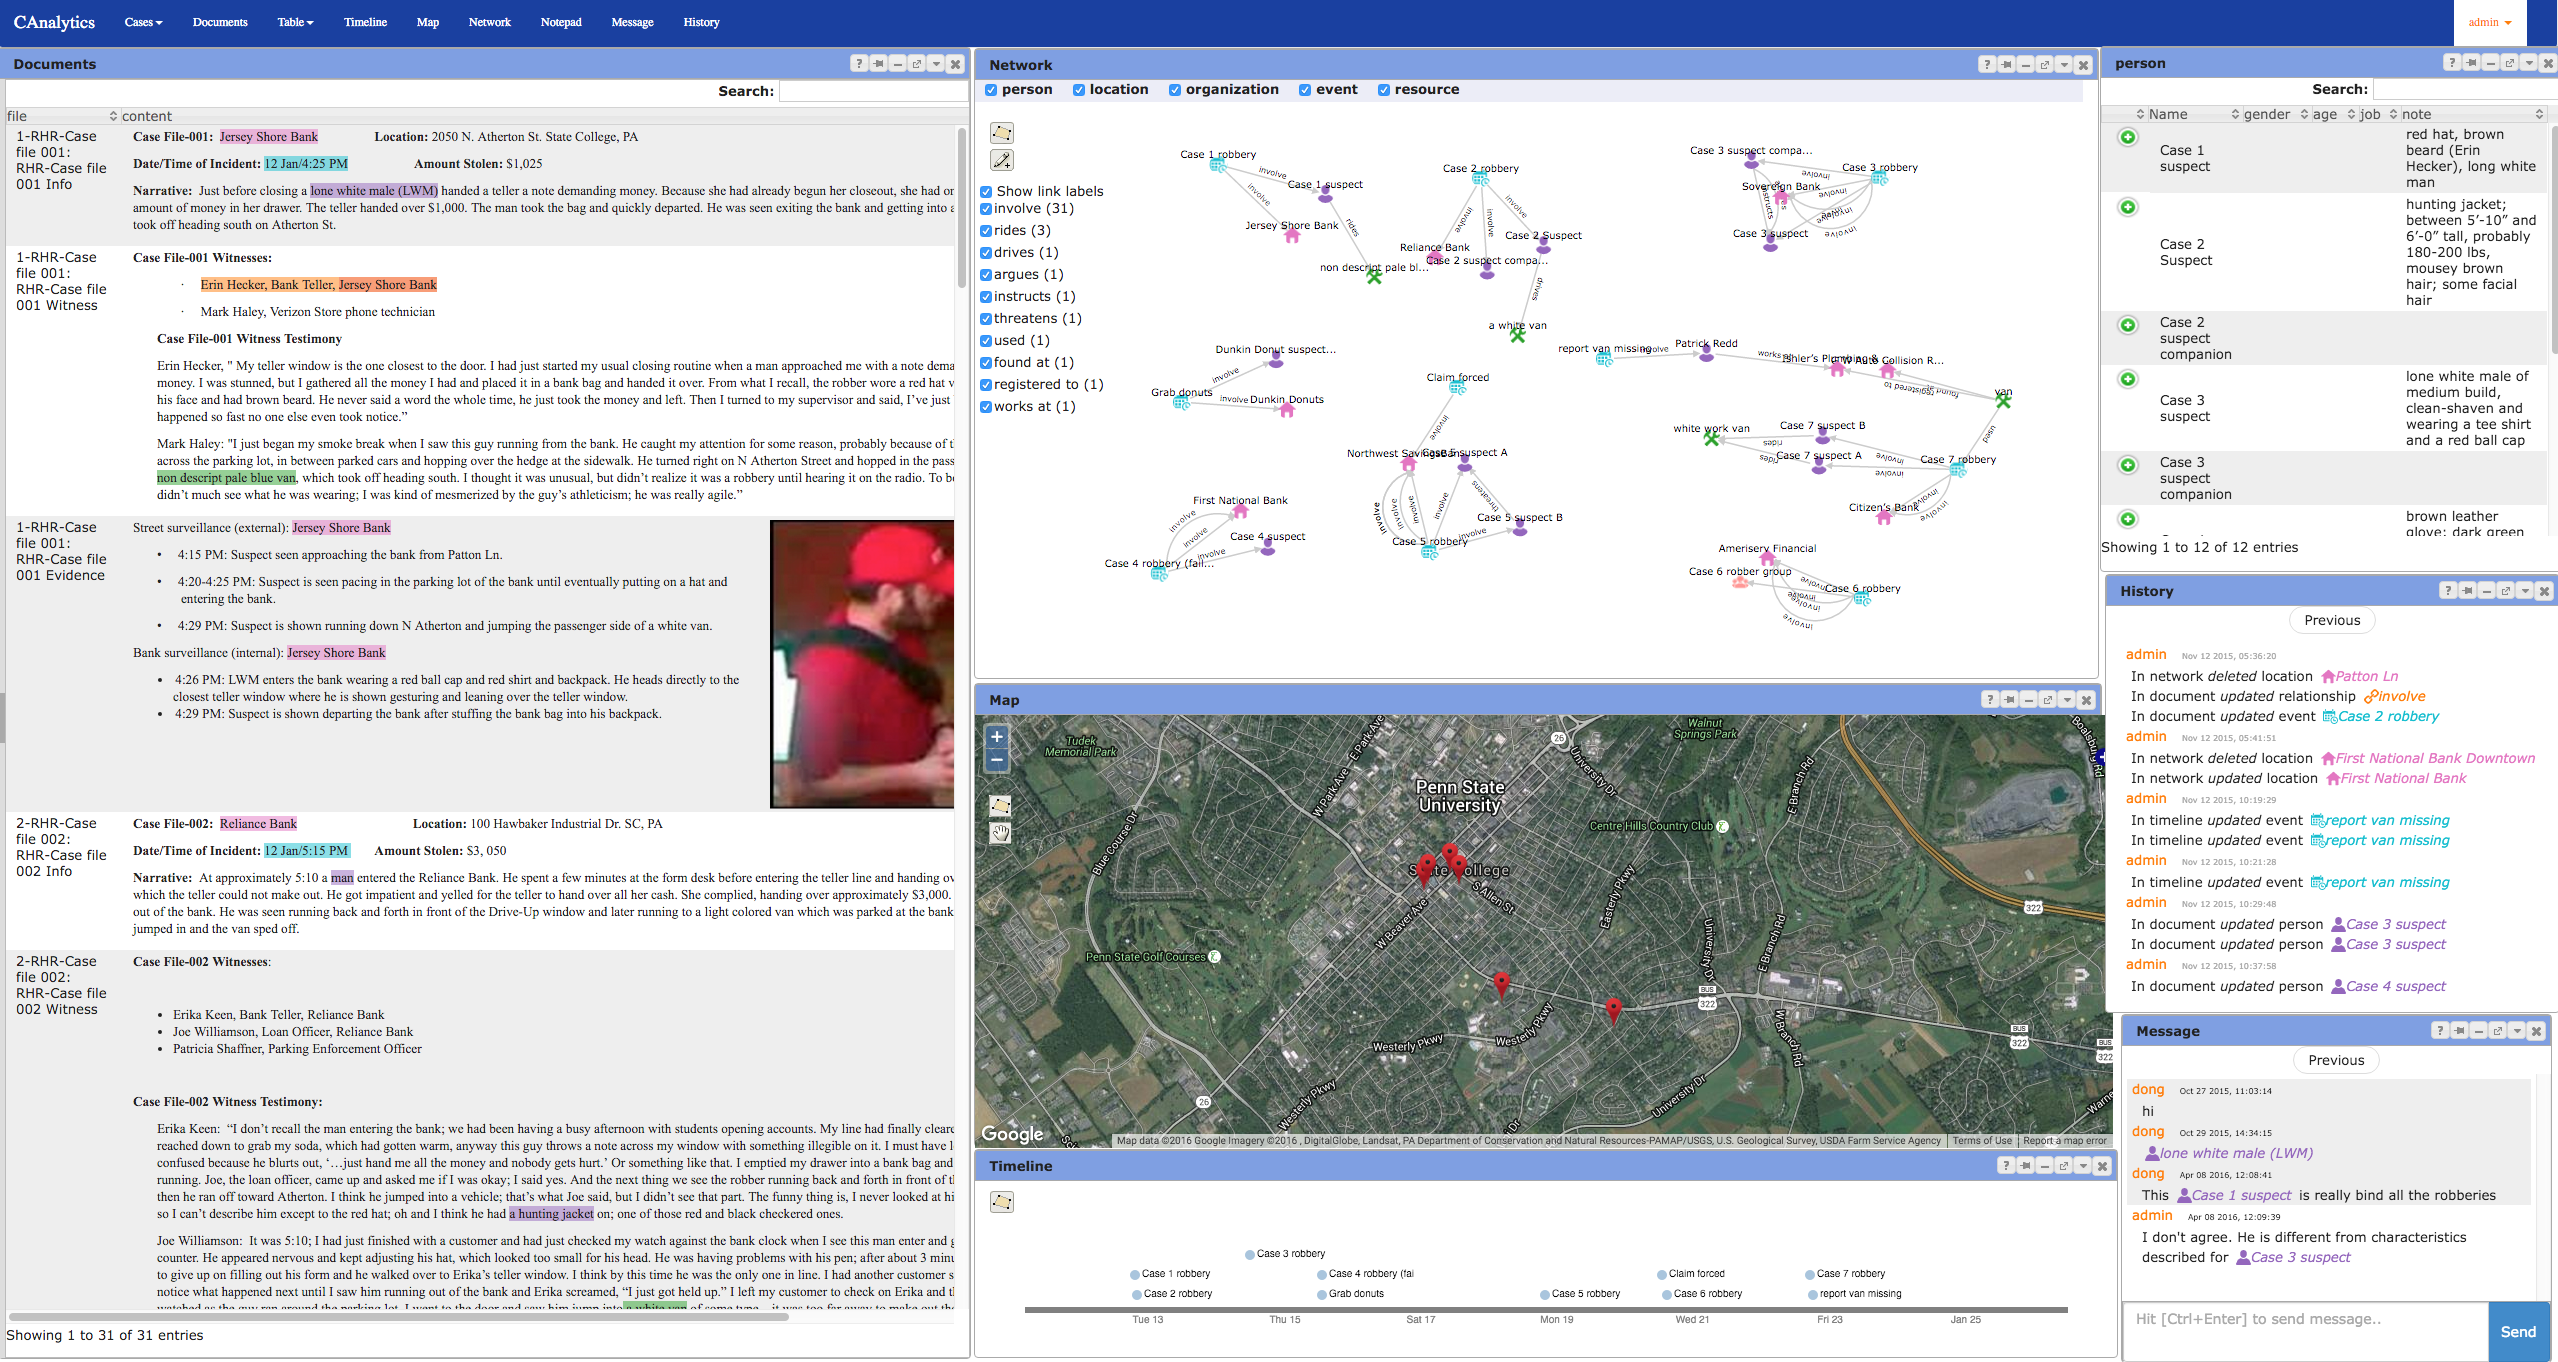 CAnalytics Cases Documents Table Timeline Map Network Notepad Message History admin
Documents
Search:
file content
1-RHR-Case file 001: RHR-Case file 001 Info
Case File-001: Jersey Shore Bank Location: 2050 N. Atherton St. State College, PA
Date/Time of Incident: 12 Jan/4:25 PM Amount Stolen: $1,025
Narrative: Just before closing a lone white male (LWM) handed a teller a note demanding money. Because she had already begun her closeout, she had
amount of money in her drawer. The teller handed over $1,000. The man took the bag and quickly departed. He was seen exiting the bank and getting into
took off heading south on Atherton St.
1-RHR-Case file 001: RHR-Case file 001 Witness
Case File-001 Witnesses:
· Erin Hecker, Bank Teller, Jersey Shore Bank
· Mark Haley, Verizon Store phone technician
Case File-001 Witness Testimony
Erin Hecker, " My teller window is the one closest to the door. I had just started my usual closing routine when a man approached me with a note
money. I was stunned, but I gathered all the money I had and placed it in a bank bag and handed it over. From what I recall, the robber wore a red hat
his face and had brown beard. He never said a word the whole time, he just took the money and left. Then I turned to my supervisor and said, I've just
happened so fast no one else even took notice."
Mark Haley: "I just began my smoke break when I saw this guy running from the bank. He caught my attention for some reason, probably because of
across the parking lot, in between parked cars and hopping over the hedge at the sidewalk. He turned right on N Atherton Street and hopped in the
non descript pale blue van, which took off heading south. I thought it was unusual, but didn't realize it was a robbery until hearing it on the radio. To
didn't much see what he was wearing; I was kind of mesmerized by the guy's athleticism; he was really agile."
1-RHR-Case file 001: RHR-Case file 001 Evidence
Street surveillance (external): Jersey Shore Bank
• 4:15 PM: Suspect seen approaching the bank from Patton Ln.
• 4:20-4:25 PM: Suspect is seen pacing in the parking lot of the bank until eventually putting on a hat and
entering the bank.
• 4:29 PM: Suspect is shown running down N Atherton and jumping the passenger side of a white van.
Bank surveillance (internal): Jersey Shore Bank
• 4:26 PM: LWM enters the bank wearing a red ball cap and red shirt and backpack. He heads directly to the
closest teller window where he is shown gesturing and leaning over the teller window.
• 4:29 PM: Suspect is shown departing the bank after stuffing the bank bag into his backpack.
2-RHR-Case file 002: RHR-Case file 002 Info
Case File-002: Reliance Bank Location: 100 Hawbaker Industrial Dr. SC, PA
Date/Time of Incident: 12 Jan/5:15 PM Amount Stolen: $3, 050
Narrative: At approximately 5:10 a man entered the Reliance Bank. He spent a few minutes at the form desk before entering the teller line and handing
which the teller could not make out. He got impatient and yelled for the teller to hand over all her cash. She complied, handing over approximately $3,000.
out of the bank. He was seen running back and forth in front of the Drive-Up window and later running to a light colored van which was parked at the bank
jumped in and the van sped off.
2-RHR-Case file 002: RHR-Case file 002 Witness
Case File-002 Witnesses:
• Erika Keen, Bank Teller, Reliance Bank
• Joe Williamson, Loan Officer, Reliance Bank
• Patricia Shaffner, Parking Enforcement Officer
Case File-002 Witness Testimony:
Erika Keen: "I don't recall the man entering the bank; we had been having a busy afternoon with students opening accounts. My line had finally
reached down to grab my soda, which had gotten warm, anyway this guy throws a note across my window with something illegible on it. I must have
confused because he blurts out, '…just hand me all the money and nobody gets hurt.' Or something like that. I emptied my drawer into a bank bag and
running. Joe, the loan officer, came up and asked me if I was okay; I said yes. And the next thing we see the robber running back and forth in front of
then he ran off toward Atherton. I think he jumped into a vehicle; that's what Joe said, but I didn't see that part. The funny thing is, I never looked at
so I can't describe him except to the red hat; oh and I think he had a hunting jacket on; one of those red and black checkered ones.
Joe Williamson: It was 5:10; I had just finished with a customer and had just checked my watch against the bank clock when I see this man enter and
counter. He appeared nervous and kept adjusting his hat, which looked too small for his head. He was having problems with his pen; after about 3
to give up on filling out his form and he walked over to Erika's teller window. I think by this time he was the only one in line. I had another customer
notice what happened next until I saw him running out of the bank and Erika screamed, "I just got held up." I left my customer to check on Erika and
Showing 1 to 31 of 31 entries
Network
person location organization event resource
Show link labels
involve (31)
rides (3)
drives (1)
argues (1)
instructs (1)
threatens (1)
used (1)
found at (1)
registered to (1)
works at (1)
Case 1 robbery
involve
involve
Case 1 suspect
Jersey Shore Bank
rides
non descript pale bl...
Case 2 robbery
involve
involve
involve
Reliance Bank
Case 2 Suspect
Case 2 suspect compa...
drives
a white van
Case 3 suspect compa...
Case 3 robbery
Sovereign Bank
Case 3 suspect
involve
involve
involve
involve
Dunkin Donut suspect...
Grab donuts
involve
involve
Dunkin Donuts
report van missing
involve
Patrick Redd
van
found at
registered to
used
Claim forced
involve
Case 5 suspect A
threatens
Case 5 suspect B
Case 5 robbery
involve
involve
involve
involve
involve
white work van
Case 7 suspect B
Case 7 suspect A
rides
rides
Case 7 robbery
involve
involve
involve
involve
Citizen's Bank
First National Bank
involve
involve
involve
Case 4 suspect
Case 4 robbery (fail...
Ameriserv Financial
Case 6 robber group
Case 6 robbery
involve
involve
involve
involve
Map
Tudek Memorial Park
Walnut Springs Park
Penn State University
Centre Hills Country Club
State College
Penn State Golf Courses
Blue Course Dr
W Park Ave
E Park Ave
University Dr
E Branch Rd
Easterly Pkwy
S Allen St
W Beaver Ave
University Dr
E Branch Rd
W Branch Rd
Westerly Pkwy
Westerly Pkwy
Westerly Pkwy
University Dr
Boalsburg Rd
26
26
322
BUS 322
BUS 322
BUS 322
Google
Map data ©2016 Google Imagery ©2016 , DigitalGlobe, Landsat, PA Department of Conservation and Natural Resources-PAMAP/USGS, U.S. Geological Survey, USDA Farm Service Agency Terms of Use Report a map error
Timeline
Case 3 robbery
Case 1 robbery Case 4 robbery (fai Claim forced Case 7 robbery
Case 2 robbery Grab donuts Case 5 robbery Case 6 robbery report van missing
Tue 13 Thu 15 Sat 17 Mon 19 Wed 21 Fri 23 Jan 25
person
Search:
Name gender age job note
Case 1 suspect
red hat, brown beard (Erin Hecker), long white man
Case 2 Suspect
hunting jacket; between 5'-10" and 6'-0" tall, probably 180-200 lbs, mousey brown hair; some facial hair
Case 2 suspect companion
Case 3 suspect
lone white male of medium build, clean-shaven and wearing a tee shirt and a red ball cap
Case 3 suspect companion
brown leather glove; dark green
Showing 1 to 12 of 12 entries
History
Previous
admin Nov 12 2015, 05:36:20
In network deleted location Patton Ln
In document updated relationship involve
In document updated event Case 2 robbery
admin Nov 12 2015, 05:41:51
In network deleted location First National Bank Downtown
In network updated location First National Bank
admin Nov 12 2015, 10:19:29
In timeline updated event report van missing
In timeline updated event report van missing
admin Nov 12 2015, 10:21:28
In timeline updated event report van missing
admin Nov 12 2015, 10:29:48
In document updated person Case 3 suspect
In document updated person Case 3 suspect
admin Nov 12 2015, 10:37:58
In document updated person Case 4 suspect
Message
Previous
dong Oct 27 2015, 11:03:14
hi
dong Oct 29 2015, 14:34:15
lone white male (LWM)
dong Apr 08 2016, 12:08:41
This Case 1 suspect is really bind all the robberies
admin Apr 08 2016, 12:09:39
I don't agree. He is different from characteristics
described for Case 3 suspect
Hit [Ctrl+Enter] to send message..
Send